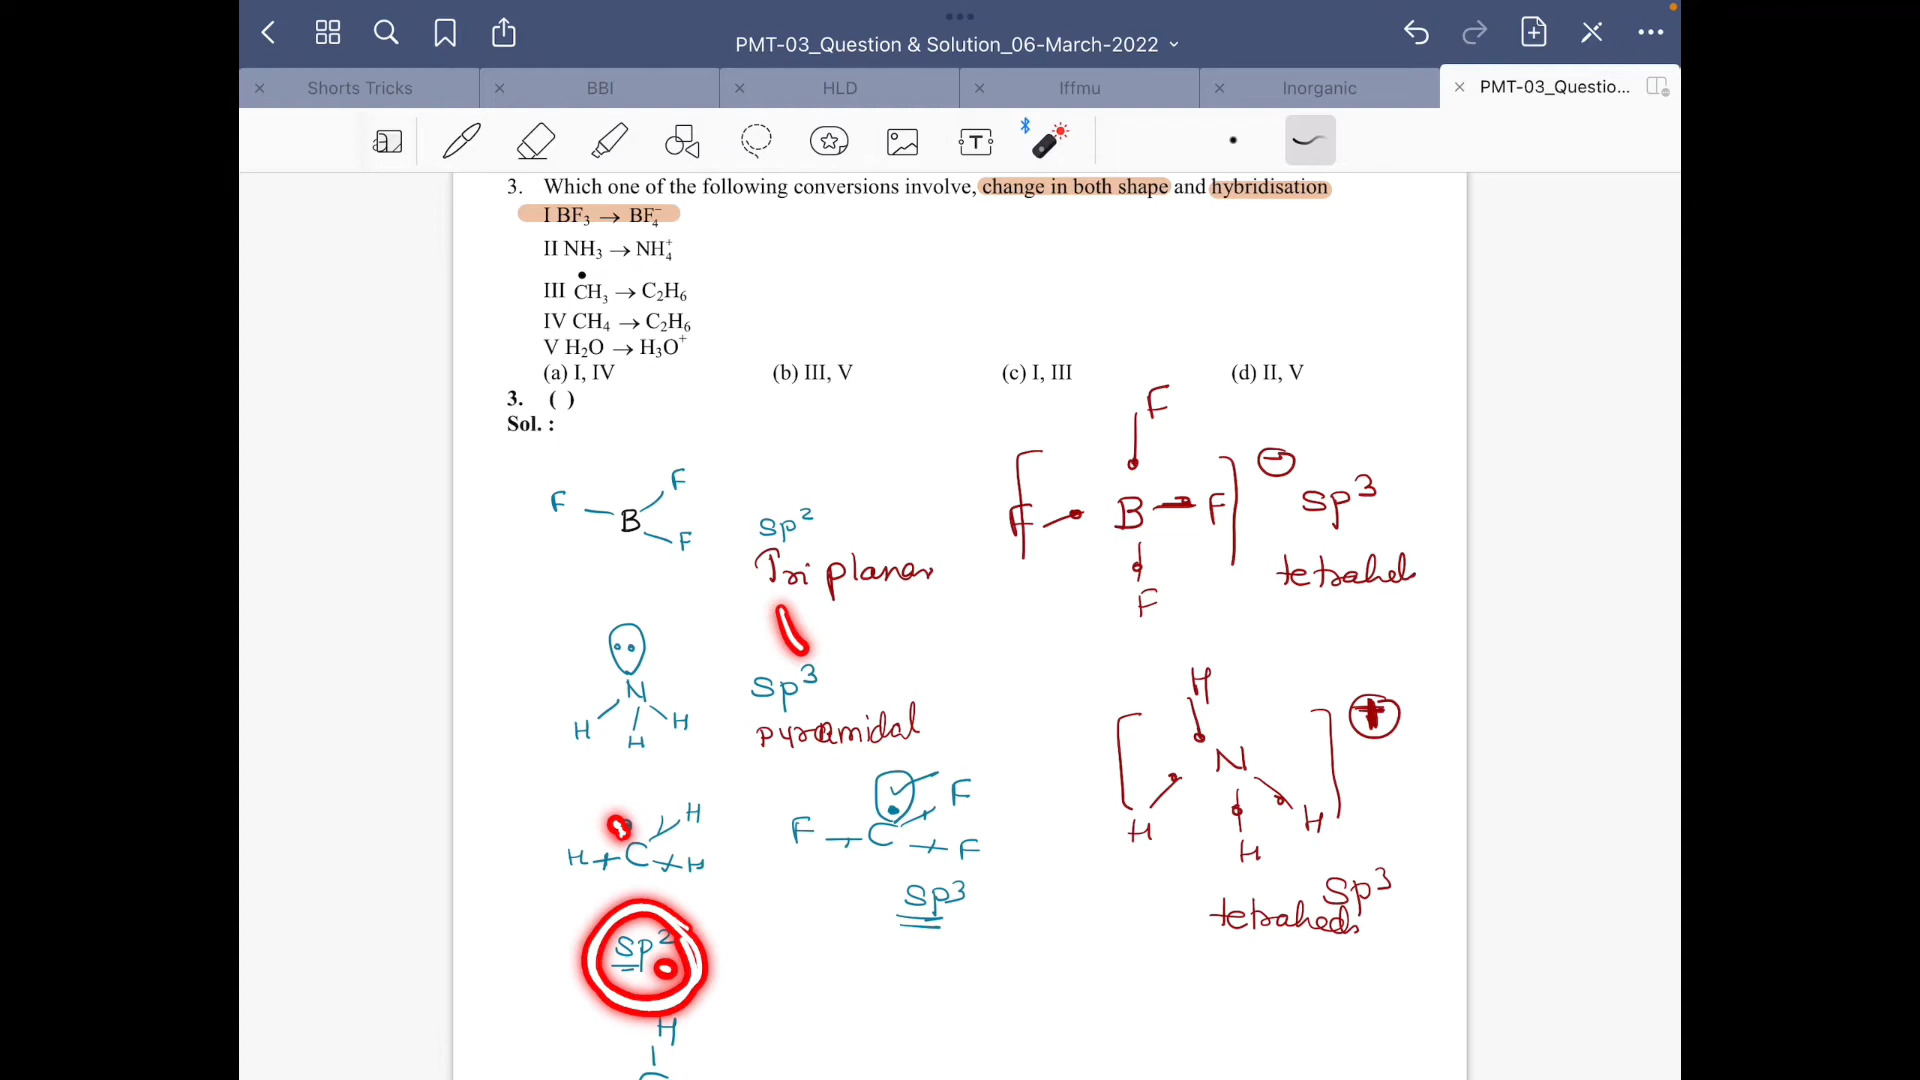 PMT-03_Question & Solution_06-March-2022
Shorts Tricks
BBI
HLD
Iffmu
Inorganic
PMT-03_Questio...
T
3. Which one of the following conversions involve, change in both shape and hybridisation
I BF₃ → BF₄⁻
II NH₃ → NH₄⁺
III ĊH₃ → C₂H₆
IV CH₄ → C₂H₆
V H₂O → H₃O⁺
(a) I, IV (b) III, V (c) I, III (d) II, V
3. ( )
Sol. :
F B F F
Sp²
Tri planar
F F B F F ⊖
Sp³
tetrahed
N H H H
Sp³
pyramidal
H N H H H +
Sp³
tetrahed
H C H H
Sp²
F C F F
Sp³
H